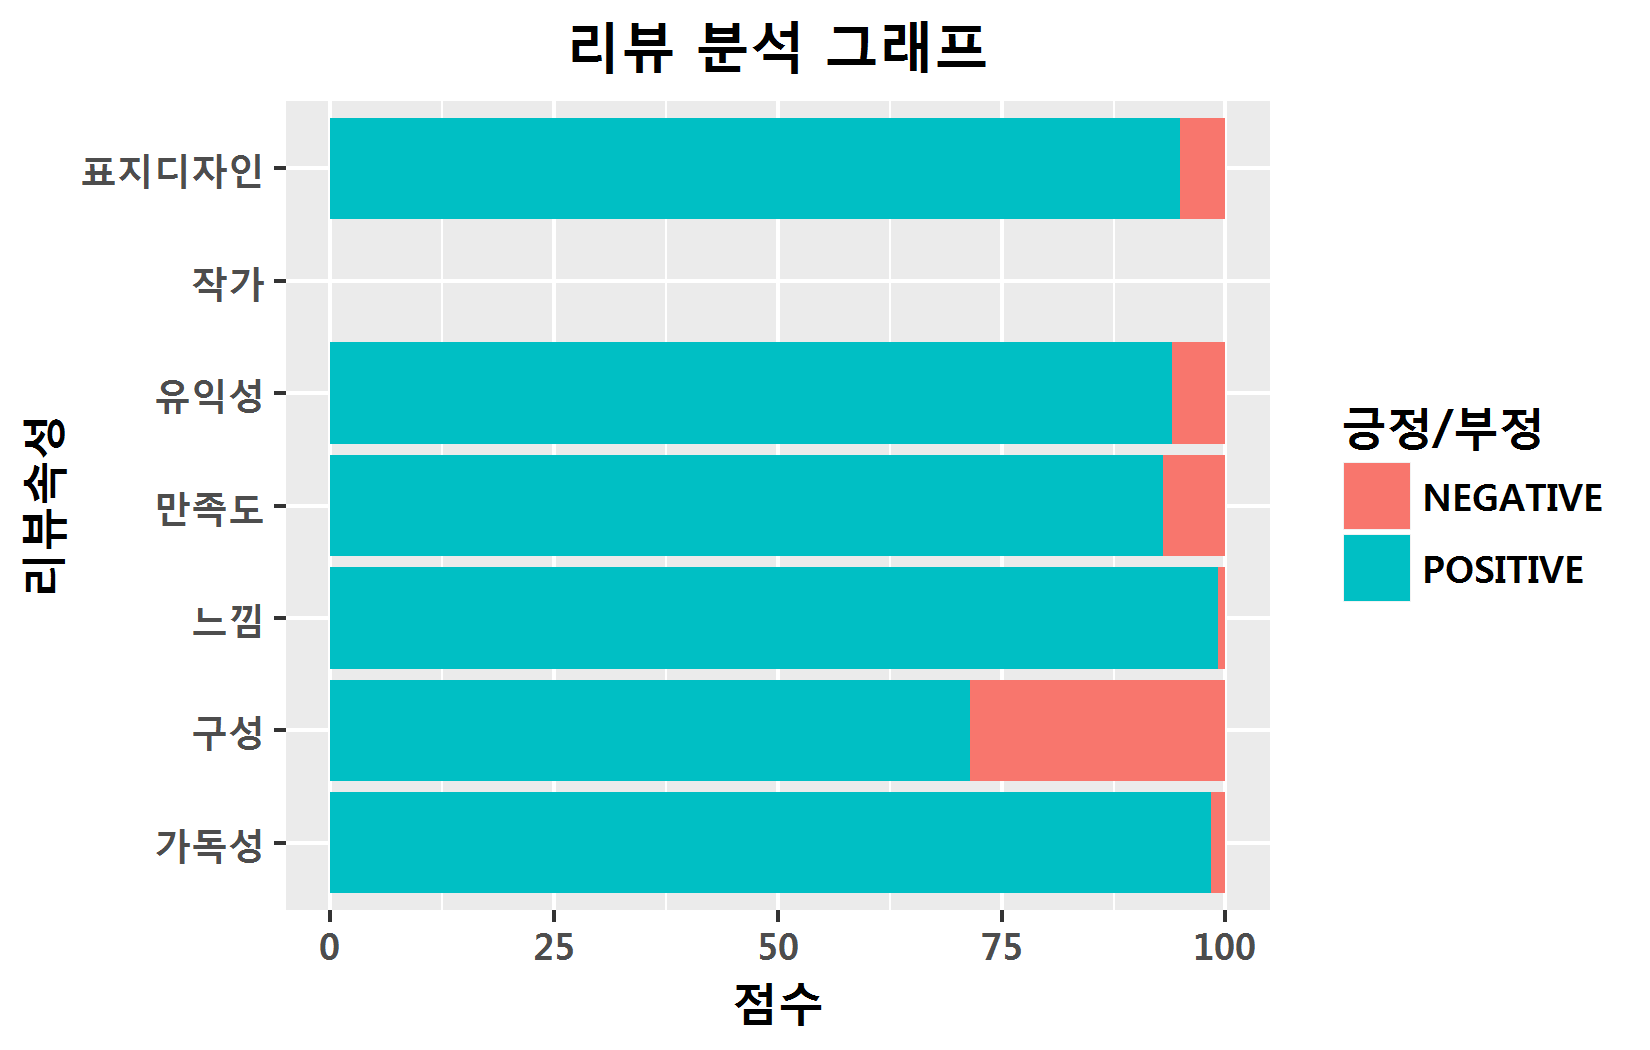 리뷰 분석 그래프
리뷰속성
표지디자인
작가
유익성
만족도
느낌
구성
가독성
0 25 50 75 100
점수
긍정/부정
NEGATIVE
POSITIVE